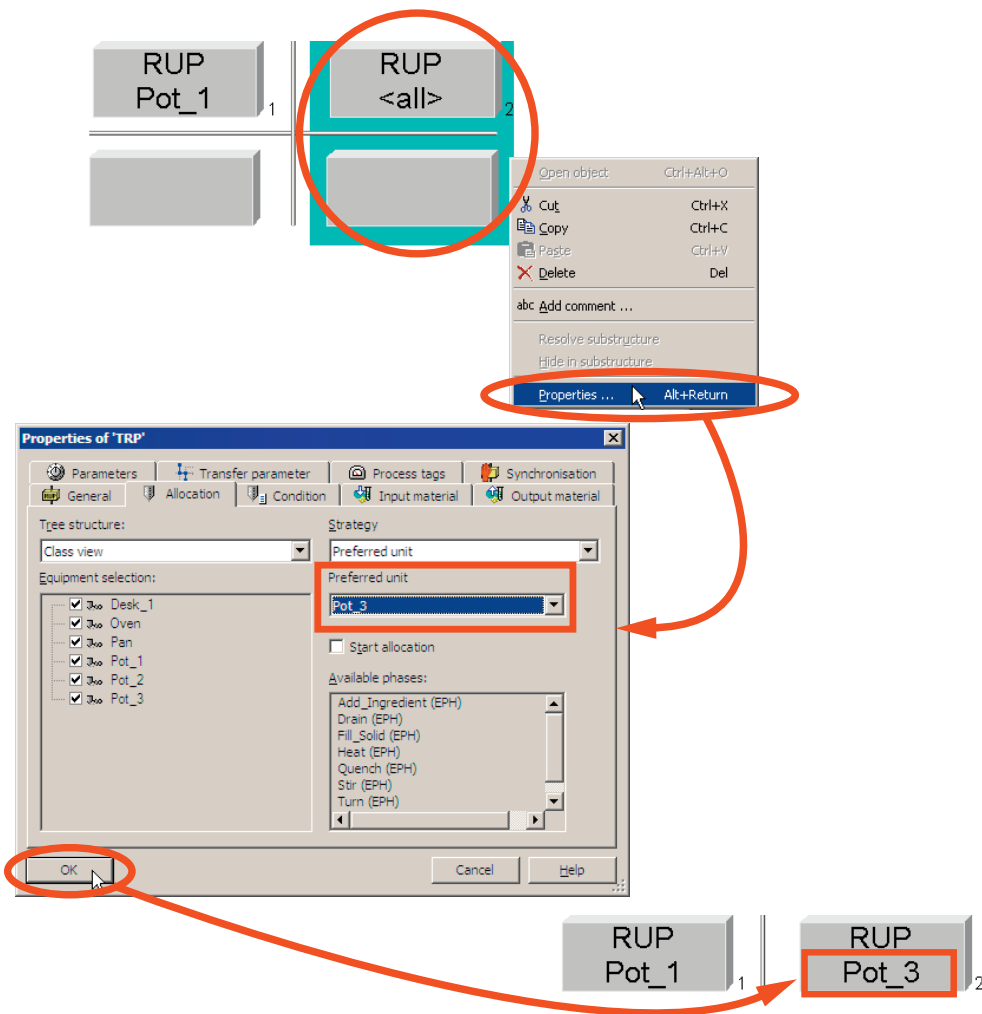 RUP
Pot_1
1
RUP
<all>
2
Open object Ctrl+Alt+O
Cut Ctrl+X
Copy Ctrl+C
Paste Ctrl+V
Delete Del
abc Add comment ...
Resolve substructure
Hide in substructure
Properties ... Alt+Return
Properties of 'TRP'
Parameters Transfer parameter Process tags Synchronisation
General Allocation Condition Input material Output material
Tree structure: Strategy
Class view Preferred unit
Equipment selection: Preferred unit
Desk_1 Pot_3
Oven
Pan
Pot_1
Pot_2
Pot_3
Start allocation
Available phases:
Add_Ingredient (EPH)
Drain (EPH)
Fill_Solid (EPH)
Heat (EPH)
Quench (EPH)
Stir (EPH)
Turn (EPH)
OK Cancel Help
RUP
Pot_1
1
RUP
Pot_3
2